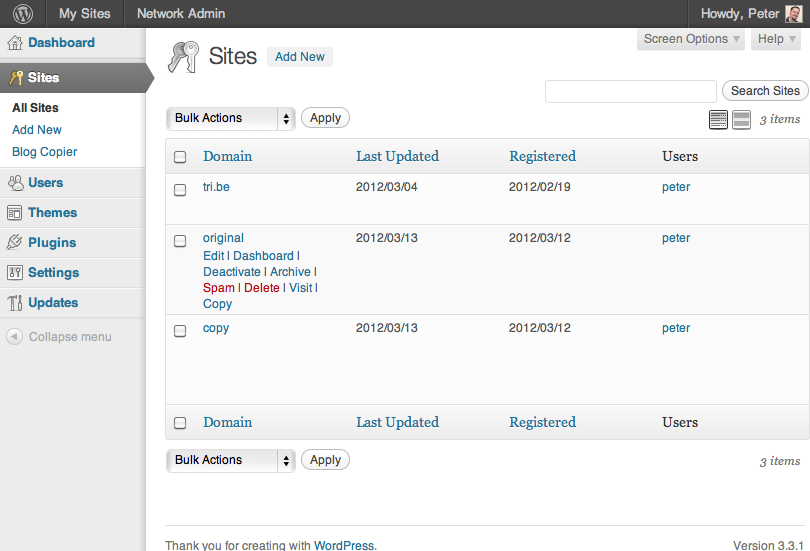 My Sites Network Admin Howdy, Peter
Dashboard
Sites
All Sites
Add New
Blog Copier
Users
Themes
Plugins
Settings
Updates
Collapse menu
Screen Options Help
Sites Add New
Search Sites
Bulk Actions Apply 3 items
Domain Last Updated Registered Users
tri.be 2012/03/04 2012/02/19 peter
original 2012/03/13 2012/03/12 peter
Edit | Dashboard |
Deactivate | Archive |
Spam | Delete | Visit |
Copy
copy 2012/03/13 2012/03/12 peter
Domain Last Updated Registered Users
Bulk Actions Apply 3 items
Thank you for creating with WordPress. Version 3.3.1